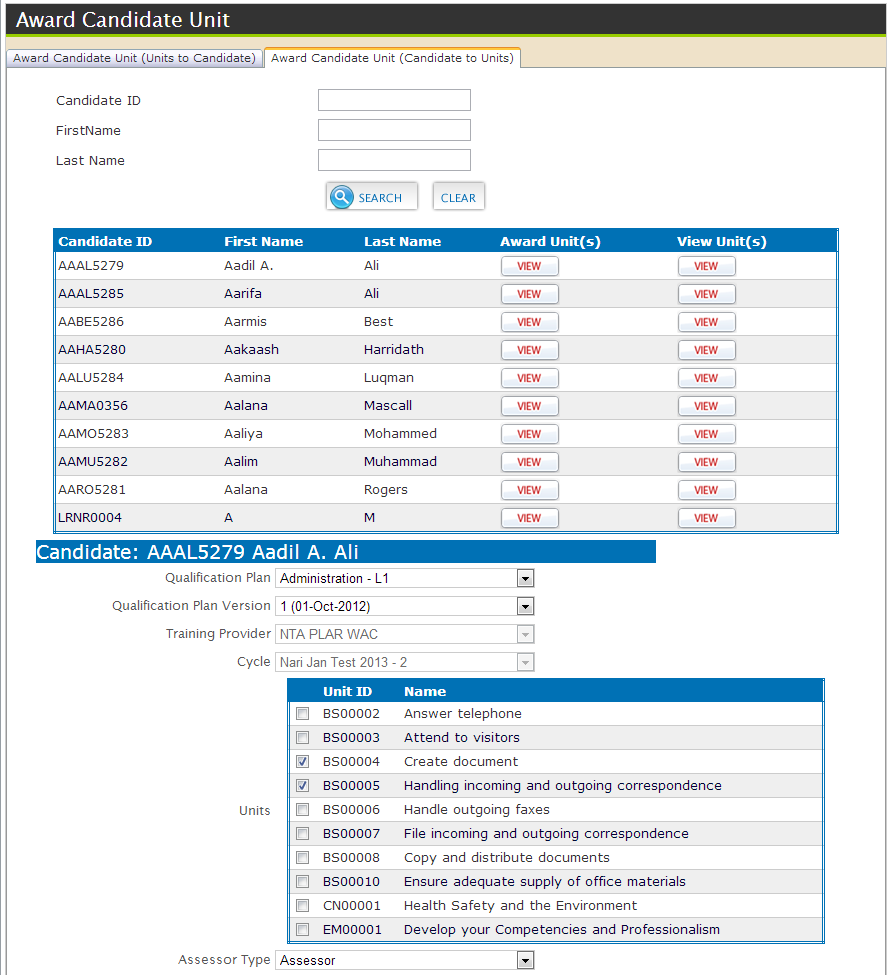 Award Candidate Unit
Award Candidate Unit (Units to Candidate) Award Candidate Unit (Candidate to Units)
Candidate ID
FirstName
Last Name
SEARCH CLEAR
Candidate ID First Name Last Name Award Unit(s) View Unit(s)
AAAL5279 Aadil A. Ali VIEW VIEW
AAAL5285 Aarifa Ali VIEW VIEW
AABE5286 Aarmis Best VIEW VIEW
AAHA5280 Aakaash Harridath VIEW VIEW
AALU5284 Aamina Luqman VIEW VIEW
AAMA0356 Aalana Mascall VIEW VIEW
AAMO5283 Aaliya Mohammed VIEW VIEW
AAMU5282 Aalim Muhammad VIEW VIEW
AARO5281 Aalana Rogers VIEW VIEW
LRNR0004 A M VIEW VIEW
Candidate: AAAL5279 Aadil A. Ali
Qualification Plan Administration - L1
Qualification Plan Version 1 (01-Oct-2012)
Training Provider NTA PLAR WAC
Cycle Nari Jan Test 2013 - 2
Unit ID Name
BS00002 Answer telephone
BS00003 Attend to visitors
BS00004 Create document
BS00005 Handling incoming and outgoing correspondence
Units BS00006 Handle outgoing faxes
BS00007 File incoming and outgoing correspondence
BS00008 Copy and distribute documents
BS00010 Ensure adequate supply of office materials
CN00001 Health Safety and the Environment
EM00001 Develop your Competencies and Professionalism
Assessor Type Assessor